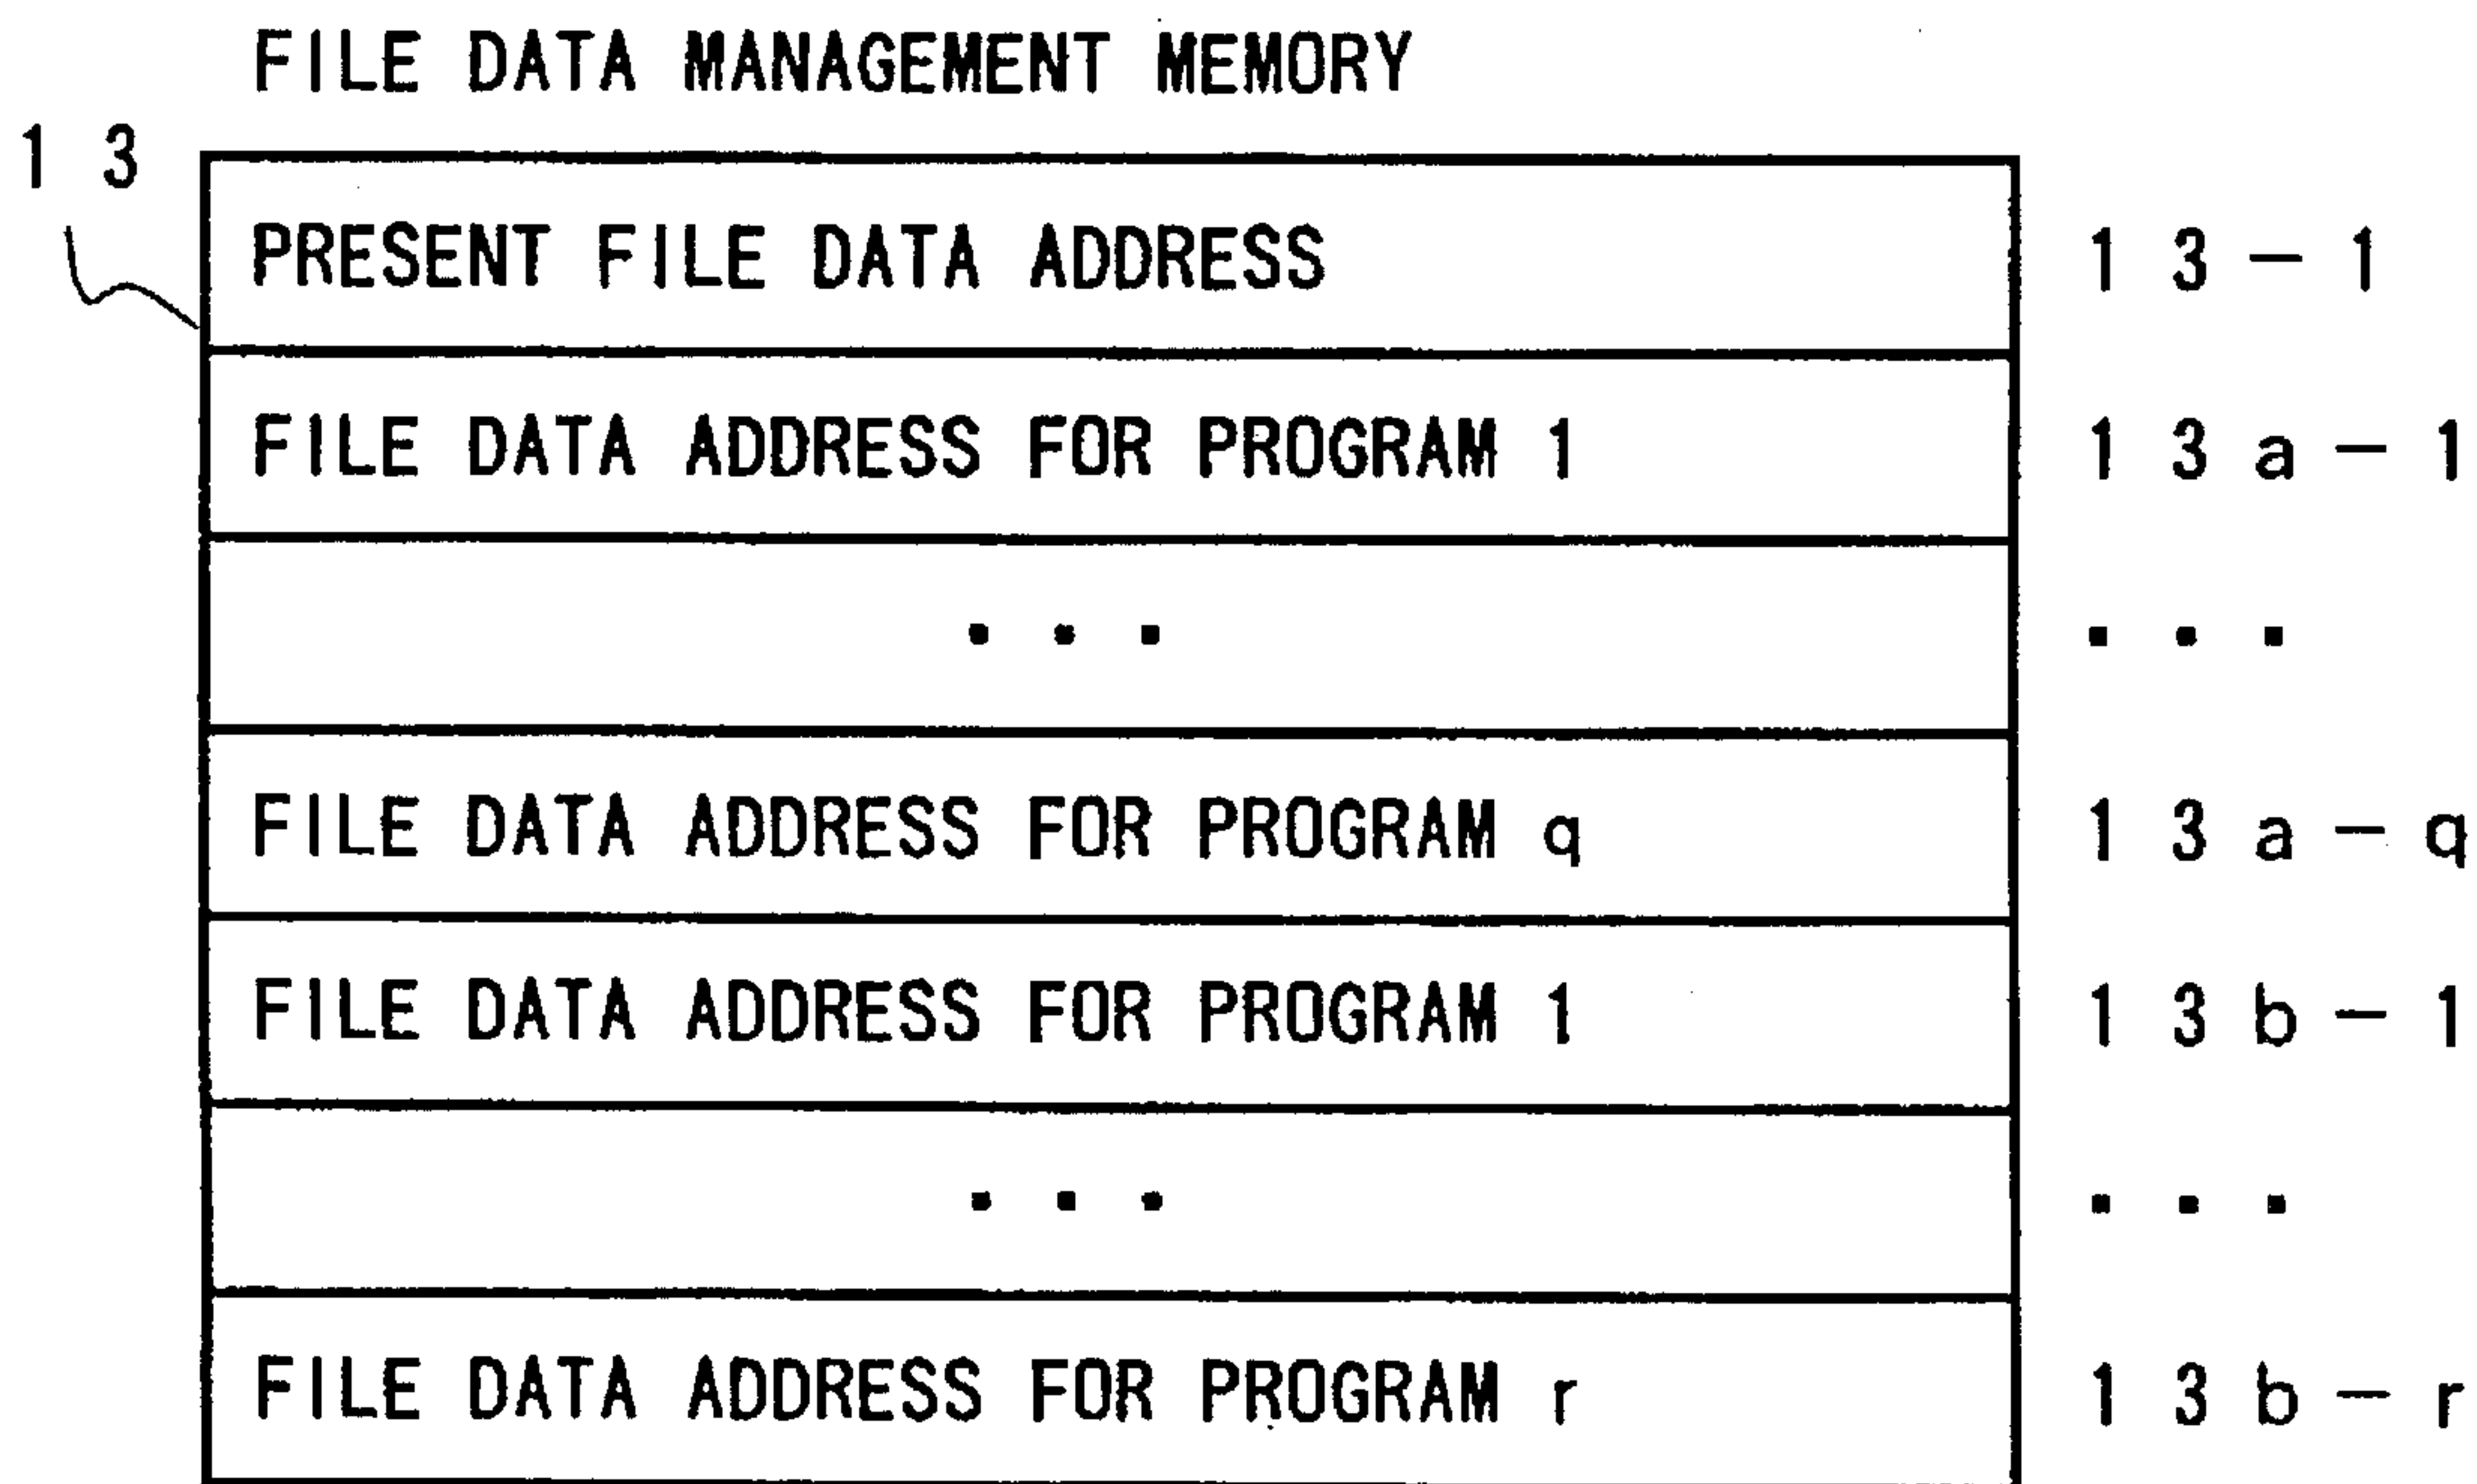 FILE DATA MANAGEMENT MEMORY
13
PRESENT FILE DATA ADDRESS 13-1
FILE DATA ADDRESS FOR PROGRAM 1 13a-1
... ...
FILE DATA ADDRESS FOR PROGRAM q 13a-q
FILE DATA ADDRESS FOR PROGRAM 1 13b-1
... ...
FILE DATA ADDRESS FOR PROGRAM r 13b-r